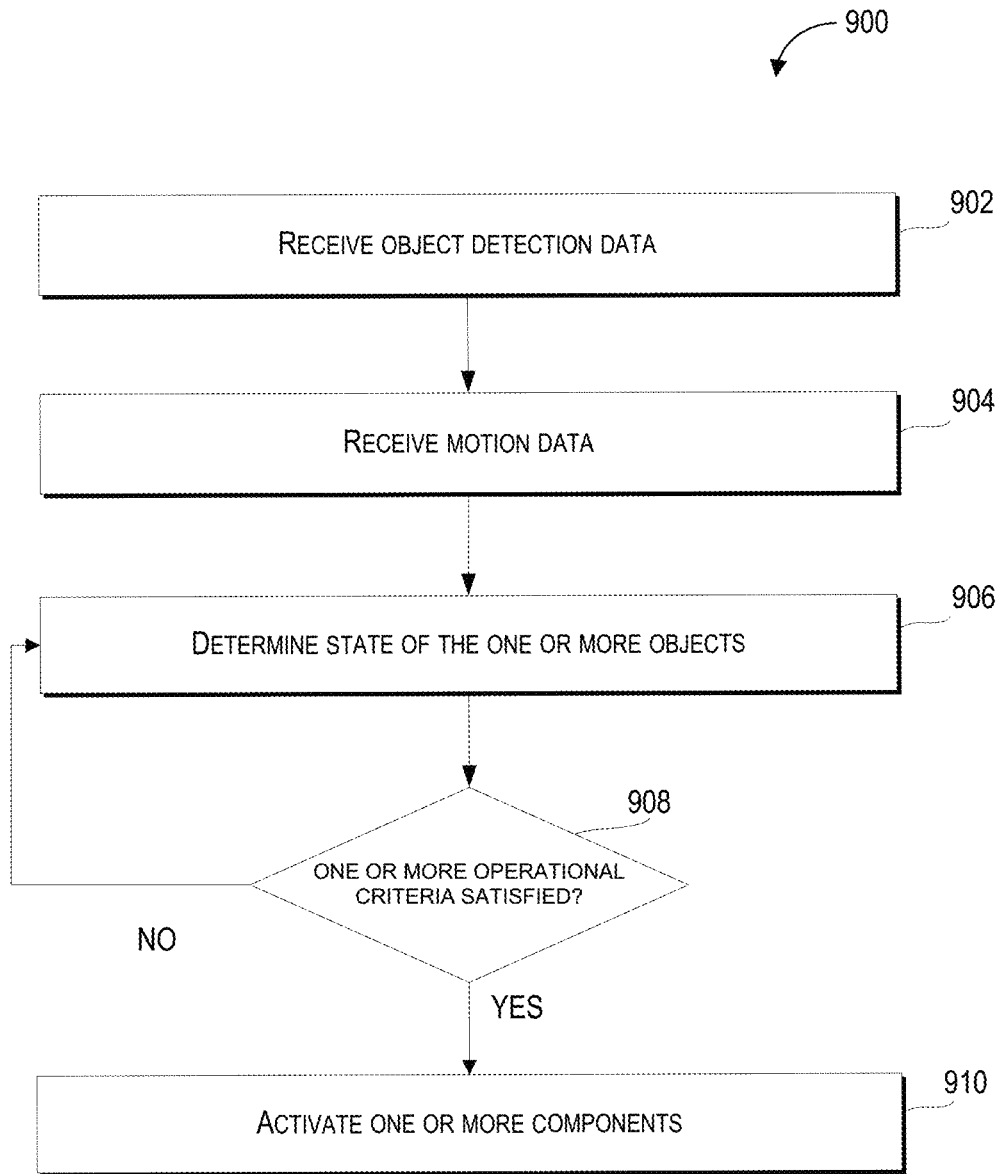 900
RECEIVE OBJECT DETECTION DATA
902
RECEIVE MOTION DATA
904
DETERMINE STATE OF THE ONE OR MORE OBJECTS
906
908
ONE OR MORE OPERATIONAL
CRITERIA SATISFIED?
NO
YES
ACTIVATE ONE OR MORE COMPONENTS
910